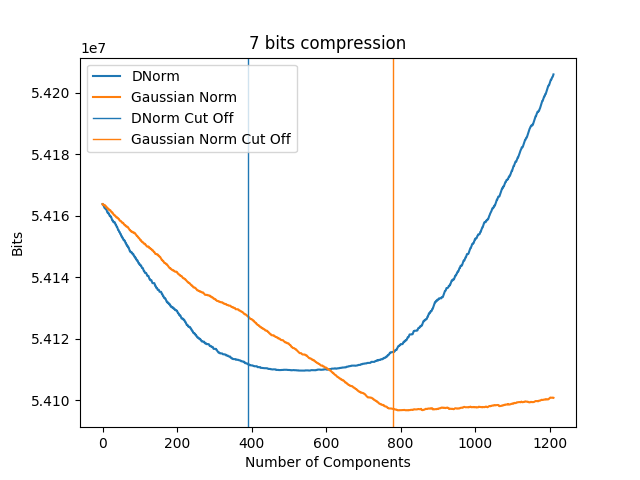 7 bits compression
1e7
DNorm
Gaussian Norm
DNorm Cut Off
Gaussian Norm Cut Off
5.420
5.418
5.416
5.414
5.412
5.410
Bits
0 200 400 600 800 1000 1200
Number of Components